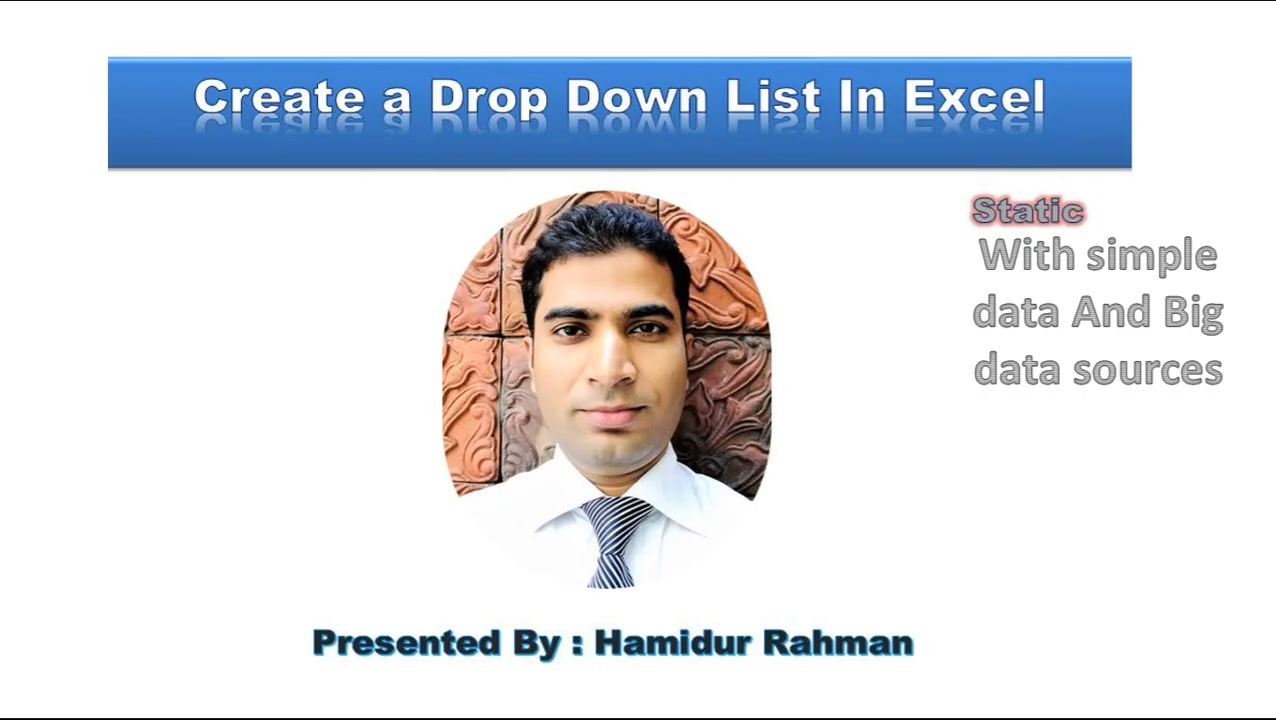 Create a Drop Down List In Excel
Static
With simple
data And Big
data sources
Presented By : Hamidur Rahman